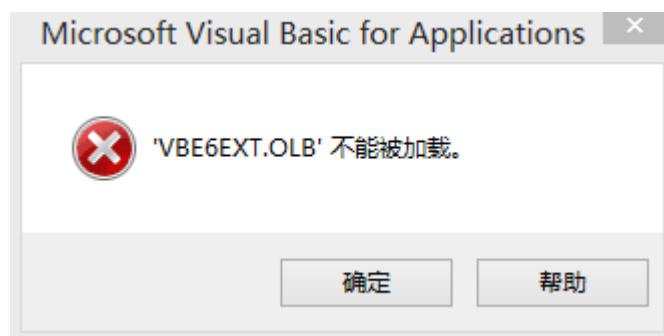 Microsoft Visual Basic for Applications
'VBE6EXT.OLB' 不能被加载。
确定
帮助